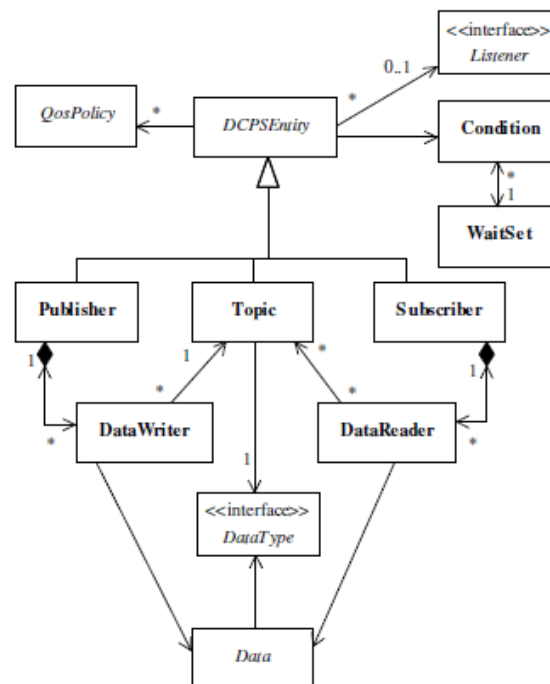 <<interface>>
Listener
0..1
*
QosPolicy
*
DCPSEntity
Condition
*
1
WaitSet
Publisher
Topic
Subscriber
1
1
*
1
*
*
*
*
DataWriter
DataReader
1
<<interface>>
DataType
Data